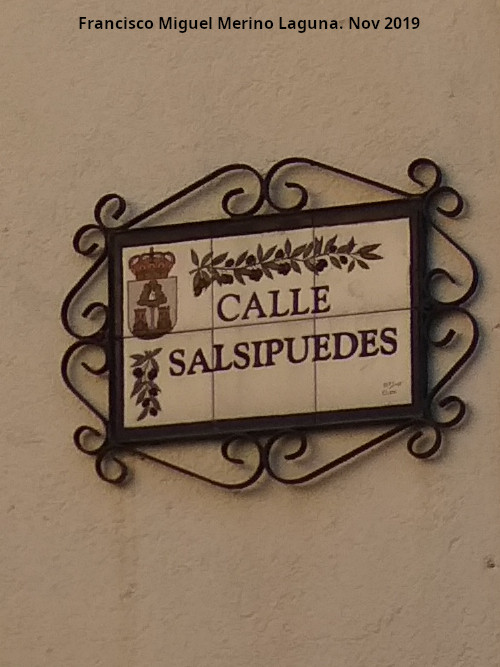 Francisco Miguel Merino Laguna. Nov 2019
CALLE
SALSIPUEDES